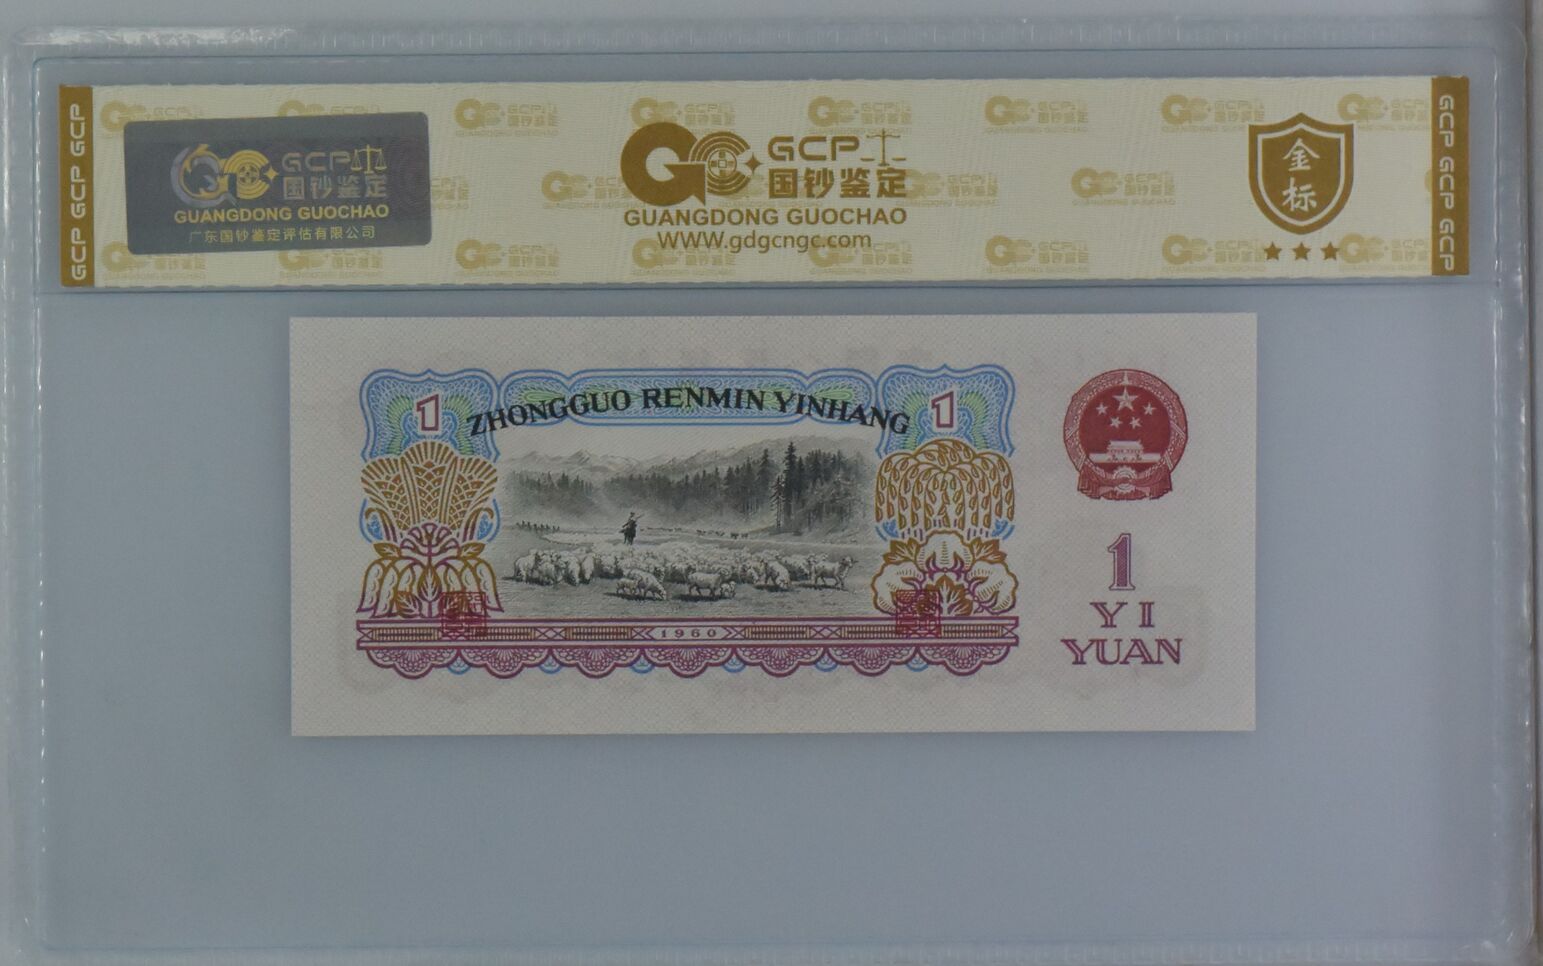 GCP GCP GCP
GCP
国钞鉴定
GUANGDONG GUOCHAO
广东国钞鉴定评估有限公司
GCP
国钞鉴定
GUANGDONG GUOCHAO
WWW.gdgcngc.com
金标
GCP GCP GCP
ZHONGGUO RENMIN YINHANG
1
1
1960
1
YI
YUAN